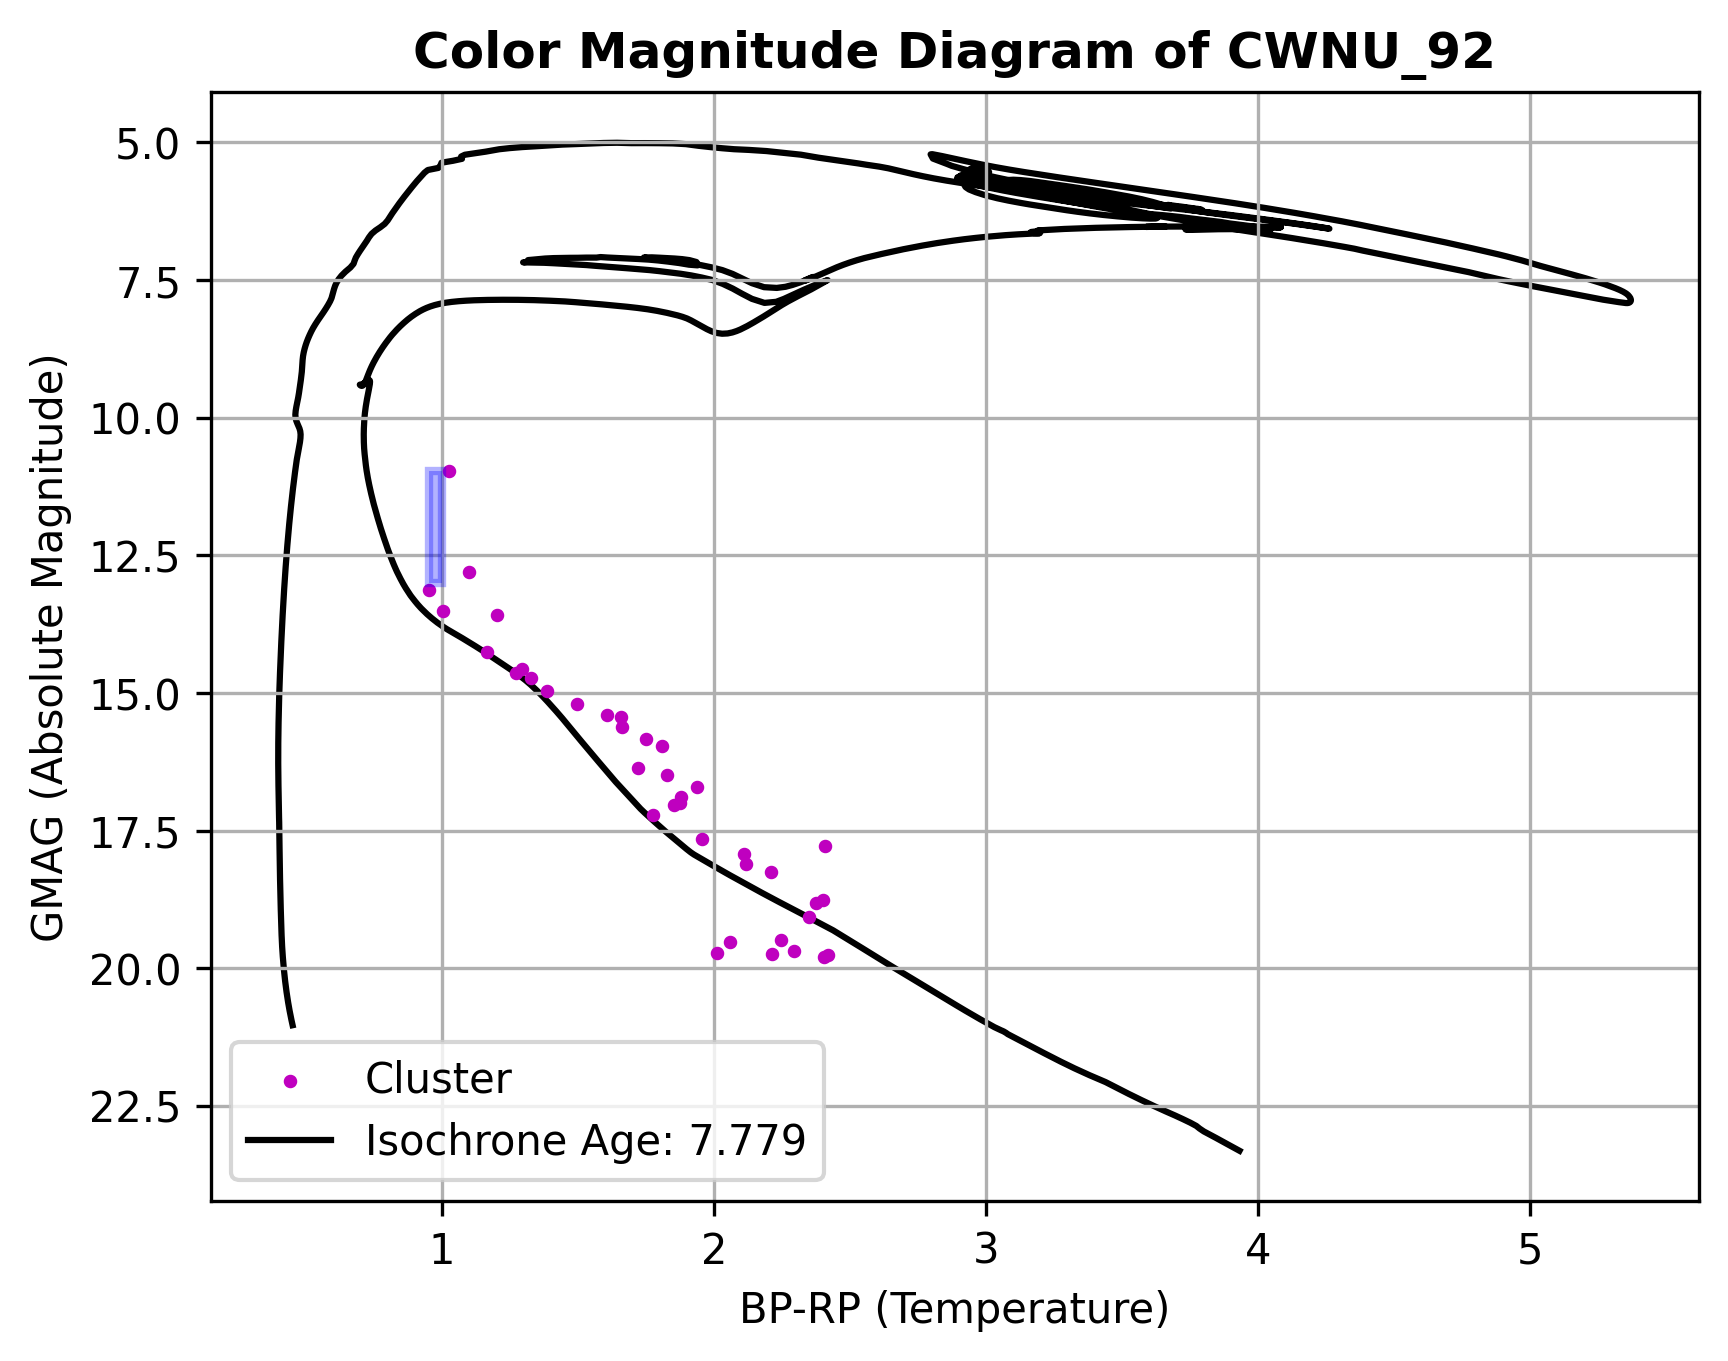 Color Magnitude Diagram of CWNU_92
GMAG (Absolute Magnitude)
5.0
7.5
10.0
12.5
15.0
17.5
20.0
22.5
Cluster
Isochrone Age: 7.779
1 2 3 4 5
BP-RP (Temperature)